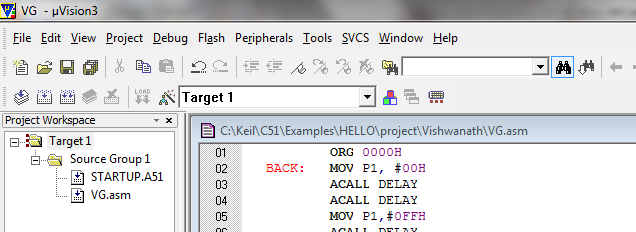 VG - µVision3
File Edit View Project Debug Flash Peripherals Tools SVCS Window Help
LOAD Target 1
Project Workspace
Target 1
Source Group 1
STARTUP.A51
VG.asm
C:\Keil\C51\Examples\HELLO\project\Vishwanath\VG.asm
01 ORG 0000H
02 BACK: MOV P1, #00H
03 ACALL DELAY
04 ACALL DELAY
05 MOV P1,#0FFH
06 ACALL DELAY